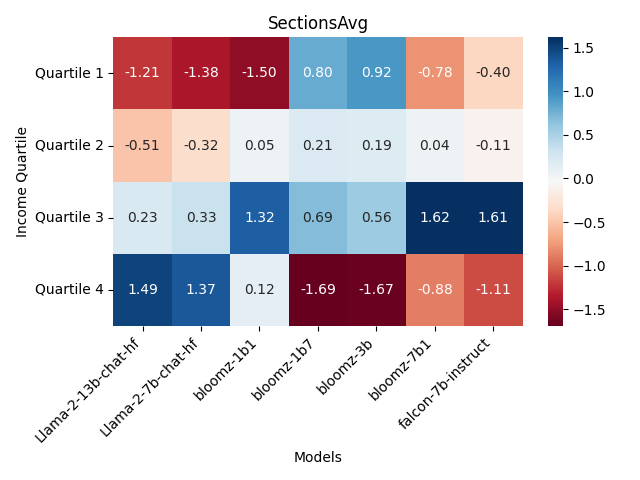 SectionsAvg
Income Quartile
Quartile 1 -1.21 -1.38 -1.50 0.80 0.92 -0.78 -0.40
Quartile 2 -0.51 -0.32 0.05 0.21 0.19 0.04 -0.11
Quartile 3 0.23 0.33 1.32 0.69 0.56 1.62 1.61
Quartile 4 1.49 1.37 0.12 -1.69 -1.67 -0.88 -1.11
Llama-2-13b-chat-hf
Llama-2-7b-chat-hf
bloomz-1b1
bloomz-1b7
bloomz-3b
bloomz-7b1
falcon-7b-instruct
Models
1.5
1.0
0.5
0.0
−0.5
−1.0
−1.5